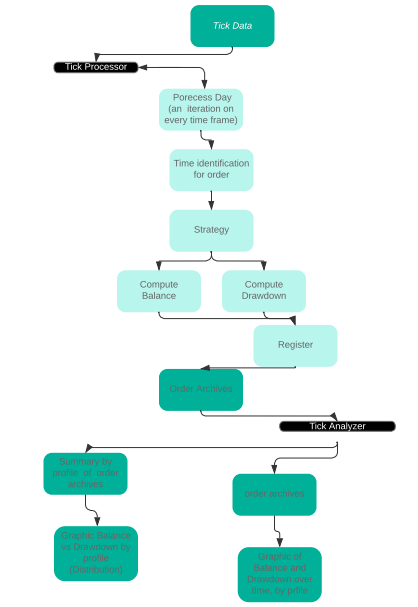 Tick Data
Tick Processor
Porecess Day
(an iteration on
every time frame)
Time identification
for order
Strategy
Compute
Balance
Compute
Drawdown
Register
Order Archives
Tick Analyzer
Summary by
profile of order
archives
order archives
Graphic Balance
vs Drawdown by
profile
(Distribution)
Graphic of
Balance and
Drawdown over
time, by prfile